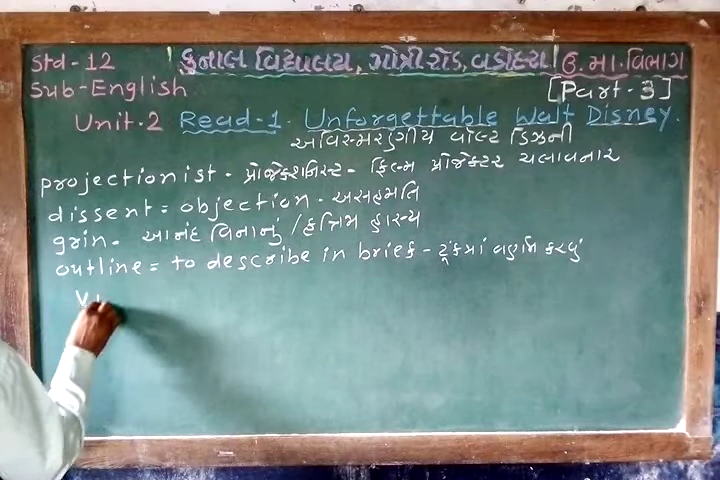 Std-12 કુનાલ વિદ્યાલય, ગોત્રી રોડ, વડોદરા ઉ.મા.વિભાગ
Sub-English [Part-3]
Unit-2 Read-1. Unforgettable Walt Disney.
અવિસ્મરણીય વોલ્ટ ડિઝની
projectionist - પ્રોજેક્શનિસ્ટ - ફિલ્મ પ્રોજેક્ટર ચલાવનાર
dissent = objection - અસહમતિ
grin - આનંદ વિનાનું / કૃત્રિમ હાસ્ય
outline = to describe in brief - ટૂંકમાં વર્ણન કરવું